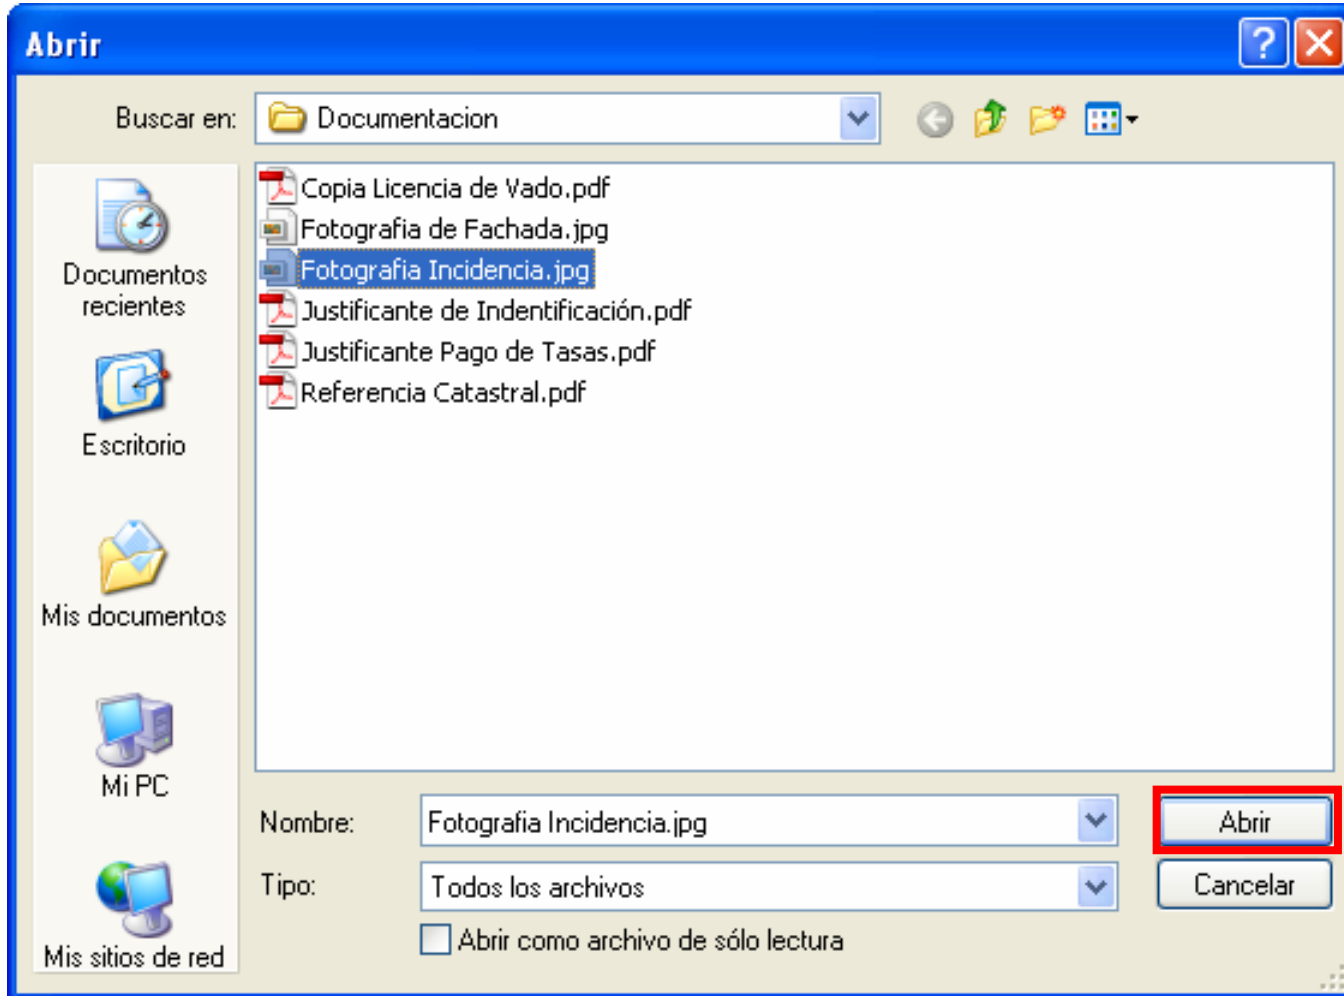 Abrir
Buscar en: Documentacion
Copia Licencia de Vado.pdf
Fotografia de Fachada.jpg
Fotografia Incidencia.jpg
Justificante de Indentificación.pdf
Justificante Pago de Tasas.pdf
Referencia Catastral.pdf
Documentos
recientes
Escritorio
Mis documentos
Mi PC
Mis sitios de red
Nombre: Fotografia Incidencia.jpg Abrir
Tipo: Todos los archivos Cancelar
Abrir como archivo de sólo lectura